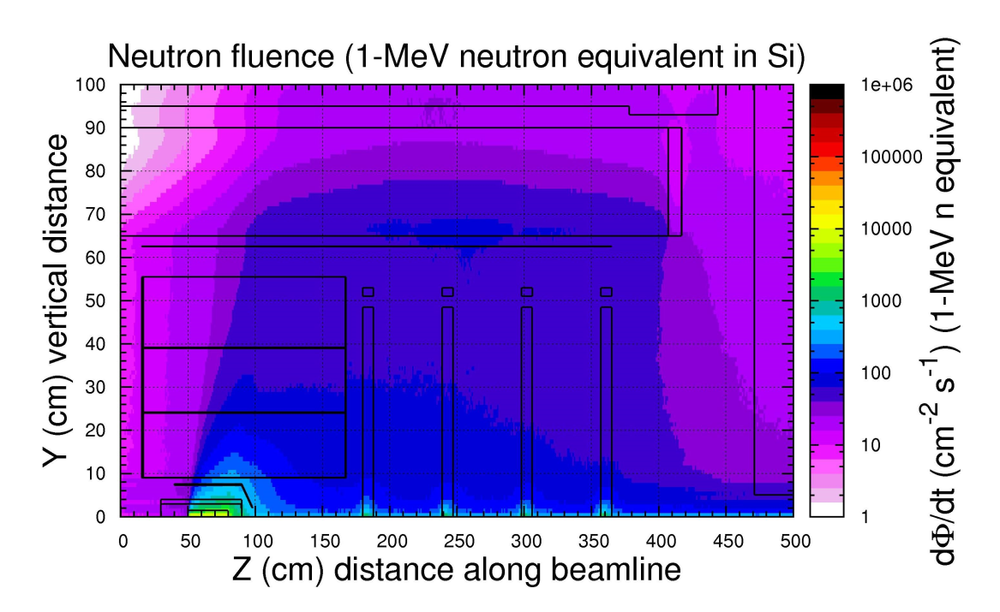 Neutron fluence (1-MeV neutron equivalent in Si)
Y (cm) vertical distance
100
90
80
70
60
50
40
30
20
10
0
0 50 100 150 200 250 300 350 400 450 500
Z (cm) distance along beamline
1e+06
100000
10000
1000
100
10
1
dΦ/dt (cm⁻² s⁻¹) (1-MeV n equivalent)